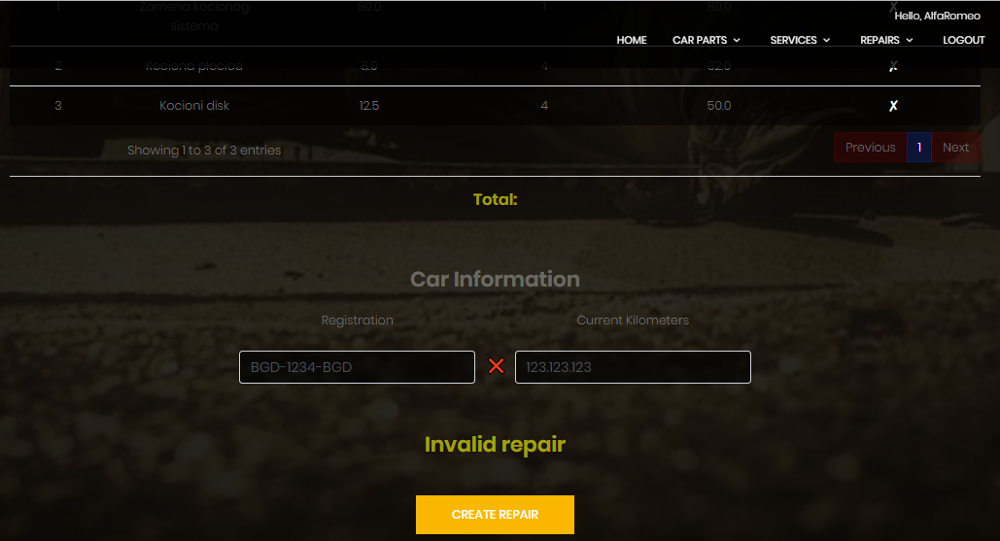 1 Zamena kocionog sistema 80.0 1 80.0 ✗
Hello, AlfaRomeo
HOME CAR PARTS SERVICES REPAIRS LOGOUT
2 Kociona plocica 8.0 4 32.0 ✗
3 Kocioni disk 12.5 4 50.0 ✗
Showing 1 to 3 of 3 entries
Previous 1 Next
Total:
Car Information
Registration Current Kilometers
BGD-1234-BGD 123.123.123
Invalid repair
CREATE REPAIR